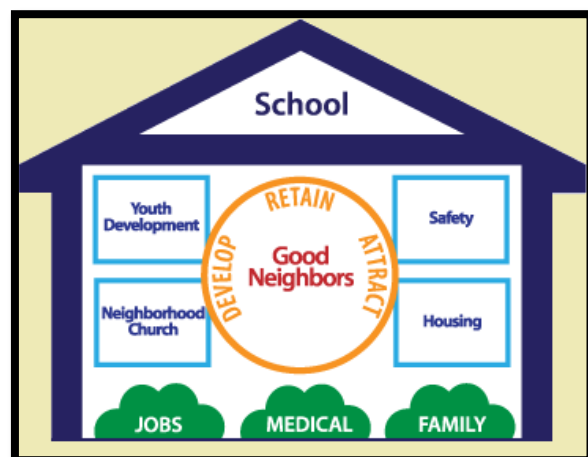 School
Youth
Development
RETAIN
DEVELOP
ATTRACT
Good
Neighbors
Safety
Neighborhood
Church
Housing
JOBS
MEDICAL
FAMILY